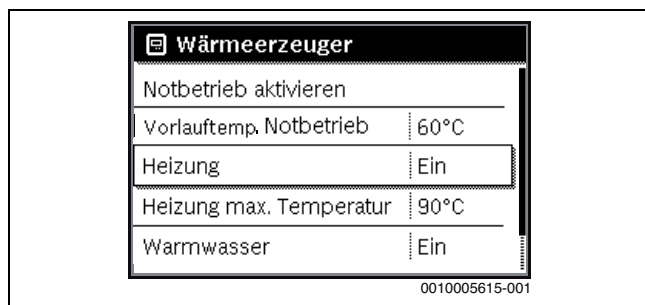 Wärmeerzeuger
Notbetrieb aktivieren
Vorlauftemp. Notbetrieb 60°C
Heizung Ein
Heizung max. Temperatur 90°C
Warmwasser Ein
0010005615-001